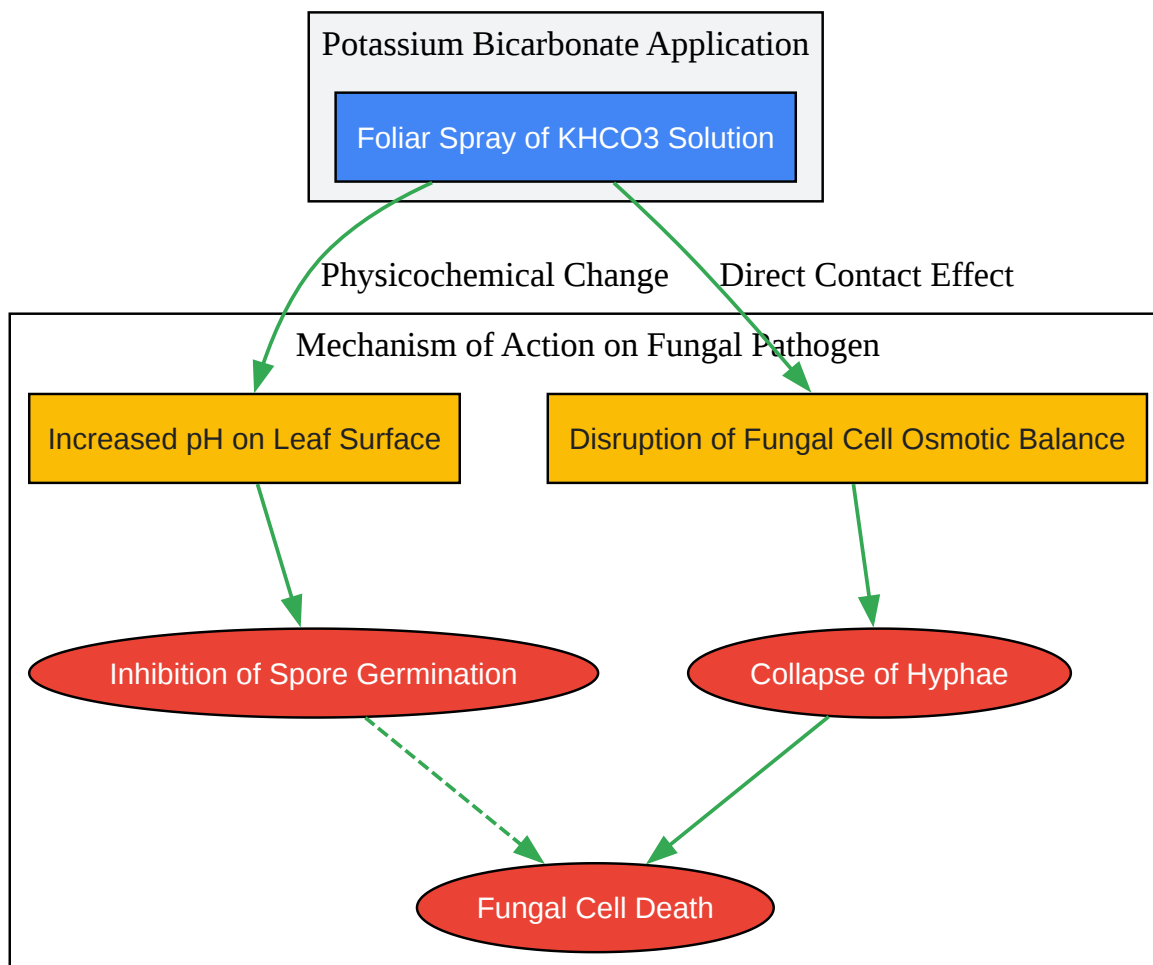 Potassium Bicarbonate Application
Foliar Spray of KHCO3 Solution
Physicochemical Change
Direct Contact Effect
Mechanism of Action on Fungal Pathogen
Increased pH on Leaf Surface
Disruption of Fungal Cell Osmotic Balance
Inhibition of Spore Germination
Collapse of Hyphae
Fungal Cell Death